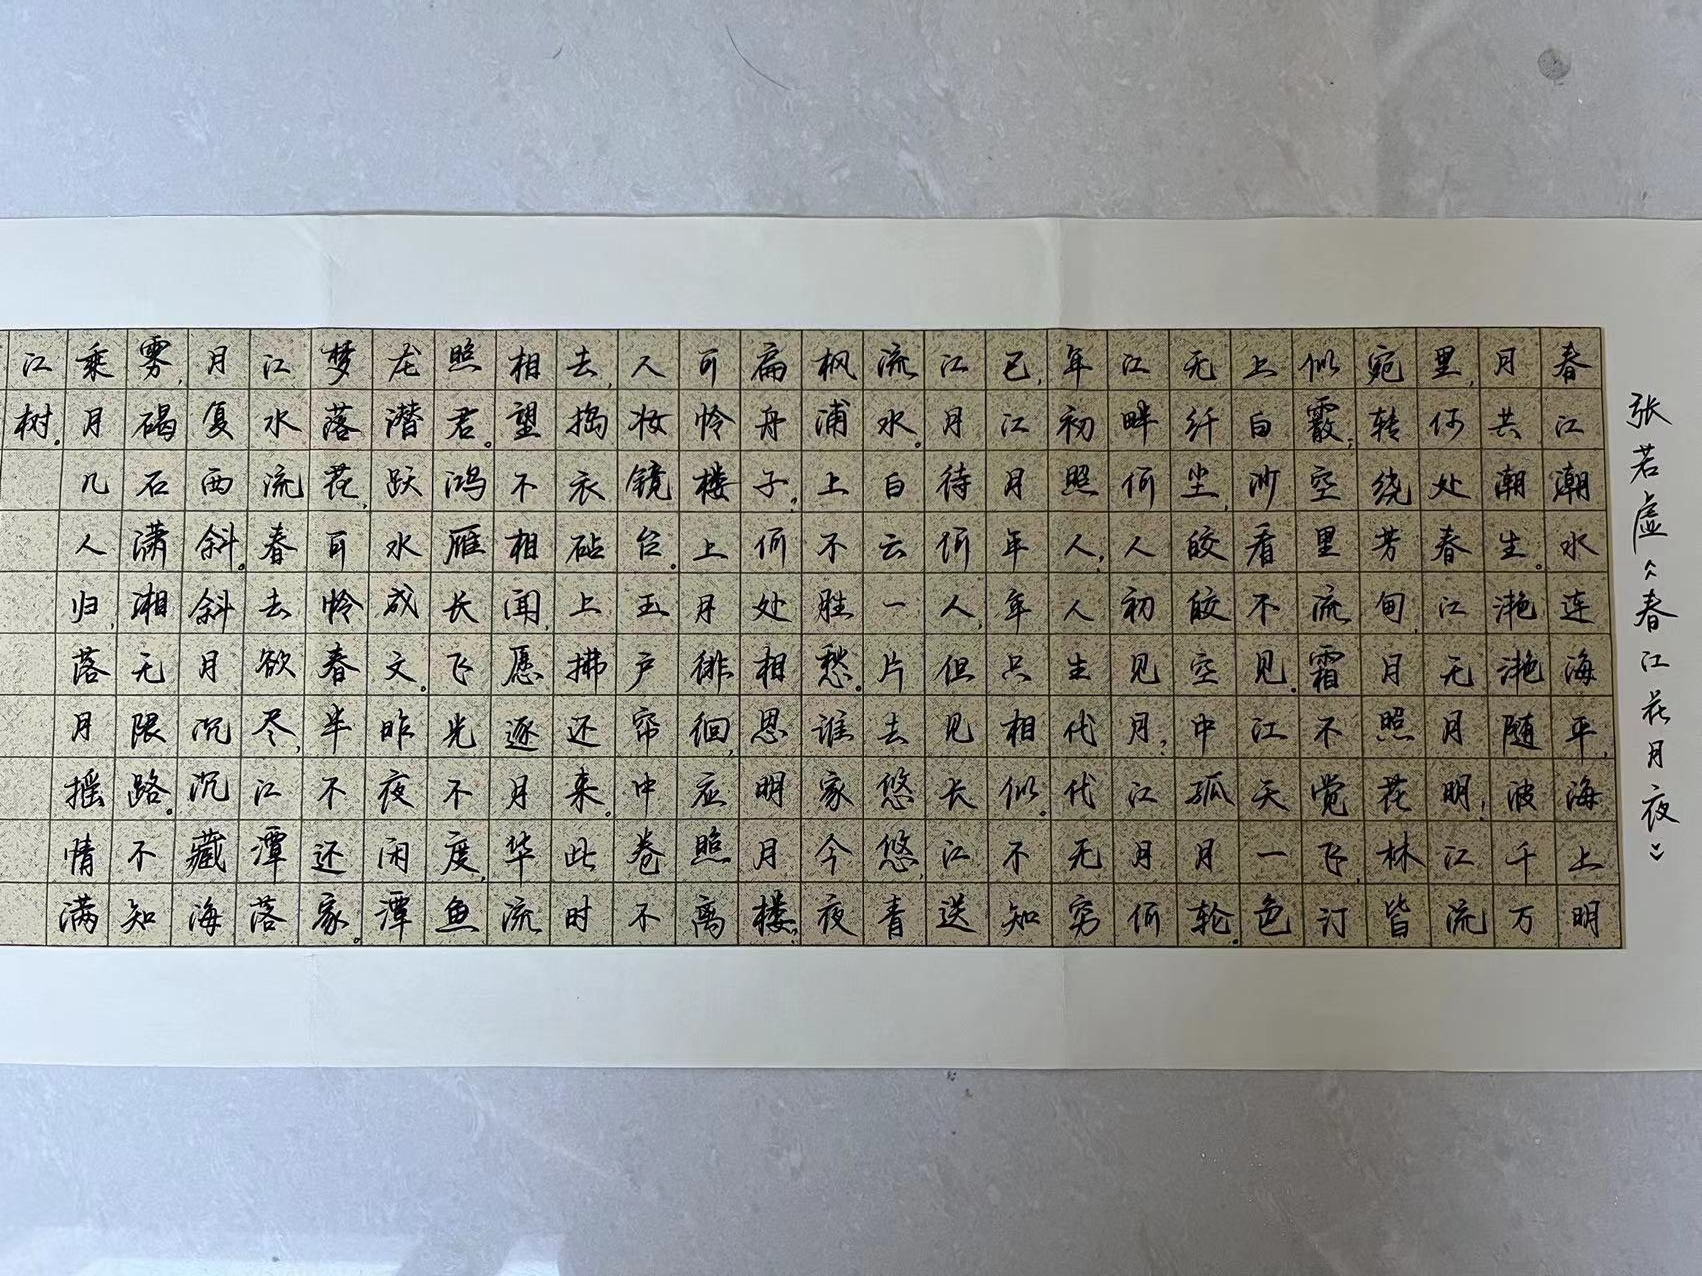 张若虚《春江花月夜》
春江潮水连海平,海上明
月共潮生。滟滟随波千万
里,何处春江无月明!江流
宛转绕芳甸,月照花林皆
似霰;空里流霜不觉飞,汀
上白沙看不见。江天一色
无纤尘,皎皎空中孤月轮。
江畔何人初见月?江月何
年初照人,人生代代无穷
已,江月年年只相似。不知
江月待何人,但见长江送
流水。白云一片去悠悠,青
枫浦上不胜愁。谁家今夜
扁舟子,何处相思明月楼,
可怜楼上月徘徊,应照离
人妆镜台。玉户帘中卷不
去,捣衣砧上拂还来。此时
相望不相闻,愿逐月华流
照君。鸿雁长飞光不度,鱼
龙潜跃水成文。昨夜闲潭
梦落花,可怜春半不还家。
江水流春去欲尽,江潭落
月复西斜。斜月沉沉藏海
雾,碣石潇湘无限路。不知
乘月几人归,落月摇情满
江树。